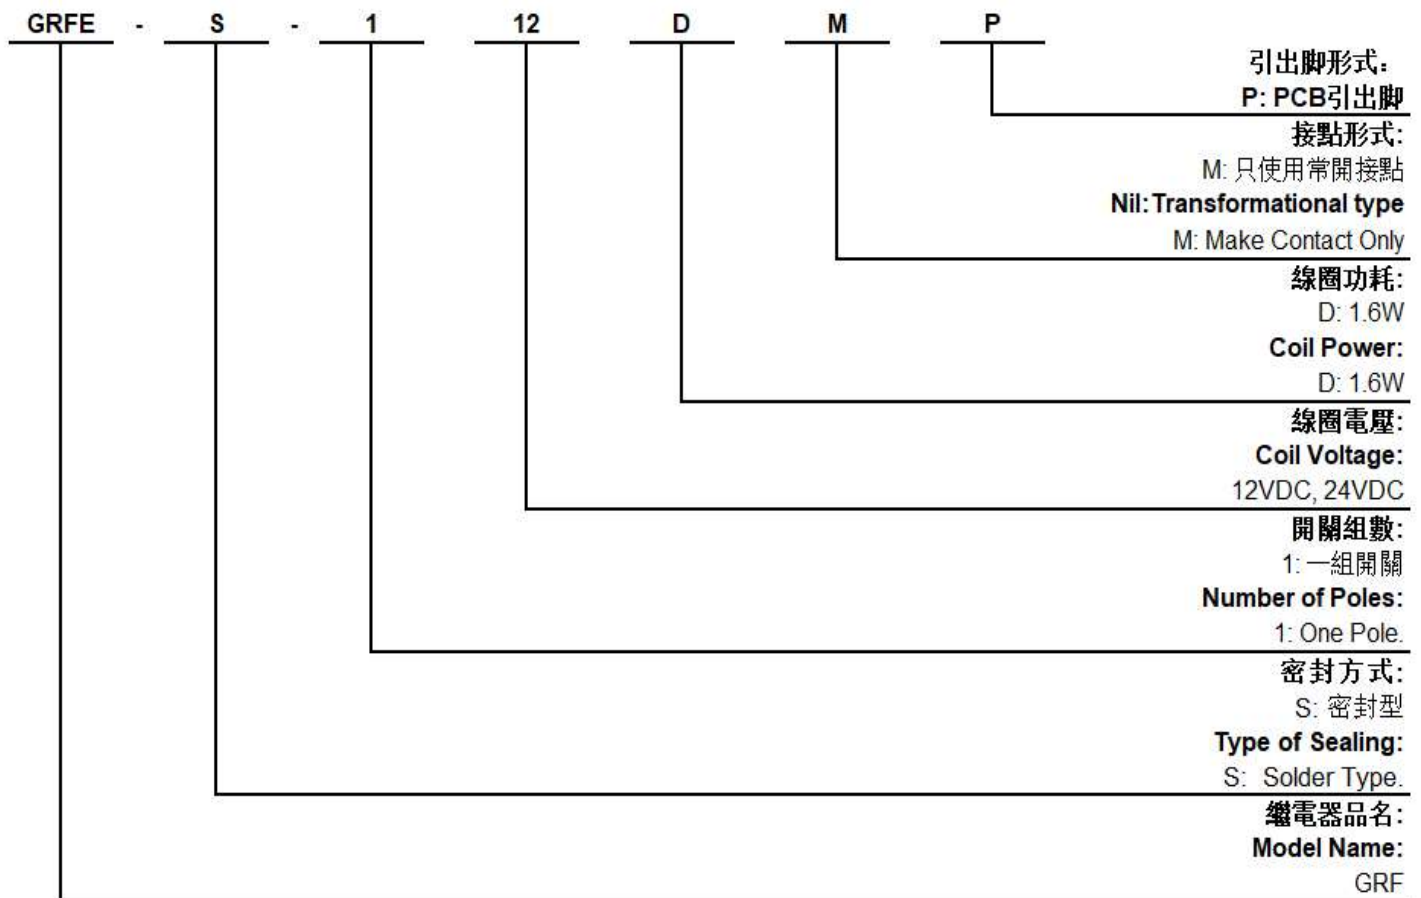 GRFE - S - 1 12 D M P
引出脚形式：
P: PCB引出脚
接點形式:
M: 只使用常開接點
Nil:Transformational type
M: Make Contact Only
線圈功耗:
D: 1.6W
Coil Power:
D: 1.6W
線圈電壓:
Coil Voltage:
12VDC, 24VDC
開關組數:
1: 一組開關
Number of Poles:
1: One Pole.
密封方式:
S: 密封型
Type of Sealing:
S: Solder Type.
繼電器品名:
Model Name:
GRF